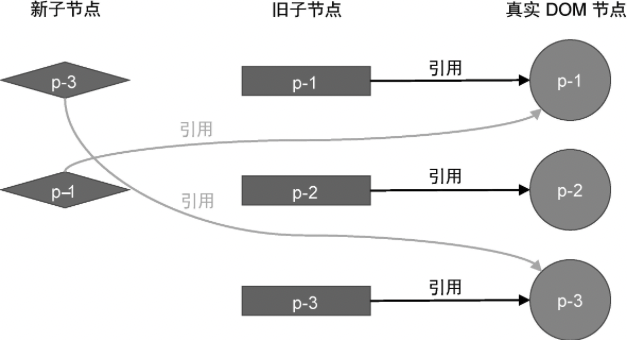 新子节点 旧子节点 真实 DOM 节点
p-3 p-1 引用 p-1
引用
p-1 p-2 引用 p-2
引用
p-3 引用 p-3